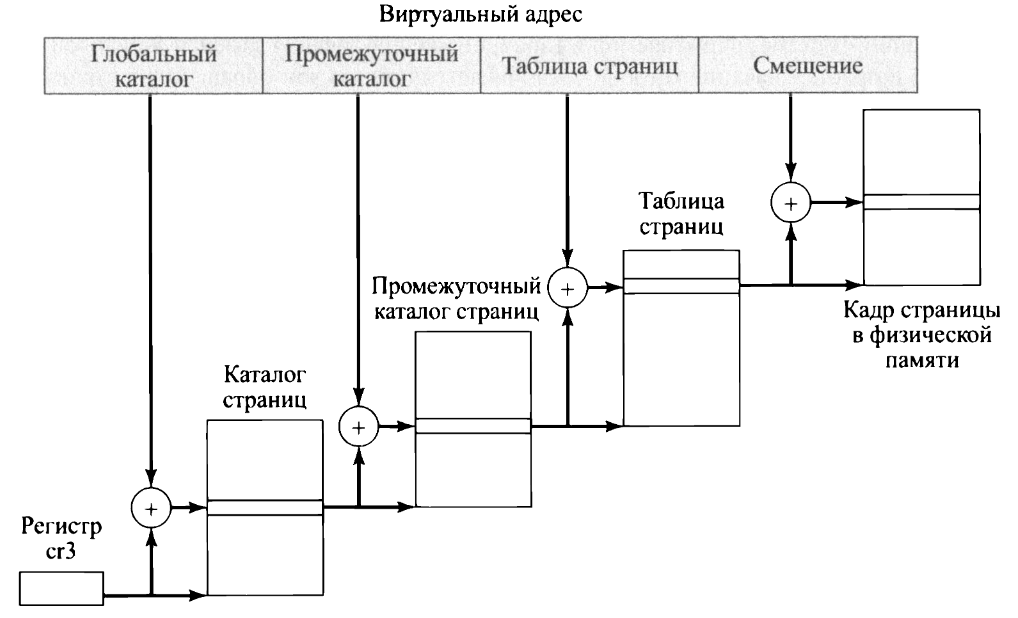 Виртуальный адрес
Глобальный
каталог
Промежуточный
каталог
Таблица страниц
Смещение
Таблица
страниц
Промежуточный
каталог страниц
Кадр страницы
в физической
памяти
Каталог
страниц
Регистр
cr3
+
+
+
+